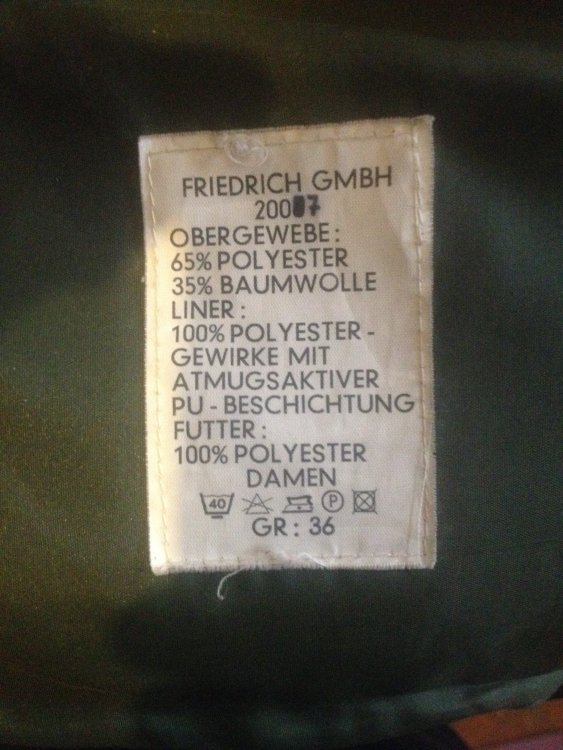 FRIEDRICH GMBH
2007
OBERGEWEBE:
65% POLYESTER
35% BAUMWOLLE
LINER:
100% POLYESTER-
GEWIRKE MIT
ATMUGSAKTIVER
PU-BESCHICHTUNG
FUTTER:
100% POLYESTER
DAMEN
40 P
GR: 36